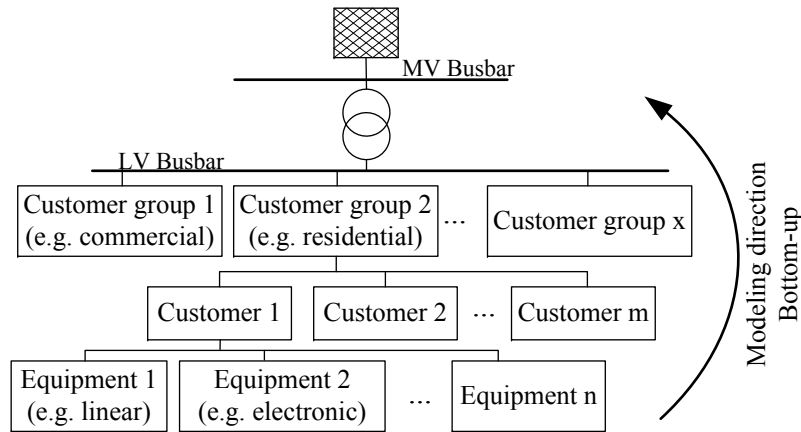 MV Busbar
LV Busbar
Customer group 1
(e.g. commercial)
Customer group 2
(e.g. residential)
...
Customer group x
Customer 1
Customer 2
...
Customer m
Equipment 1
(e.g. linear)
Equipment 2
(e.g. electronic)
...
Equipment n
Modeling direction
Bottom-up